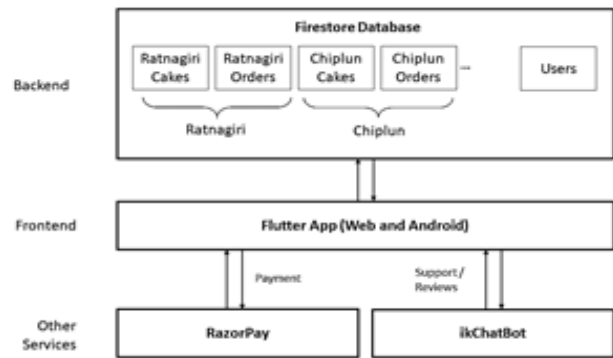 Firestore Database
Ratnagiri Cakes
Ratnagiri Orders
Chiplun Cakes
Chiplun Orders
...
Users
Backend
Ratnagiri
Chiplun
Frontend
Flutter App (Web and Android)
Payment
Support/
Reviews
Other
Services
RazorPay
ikChatBot